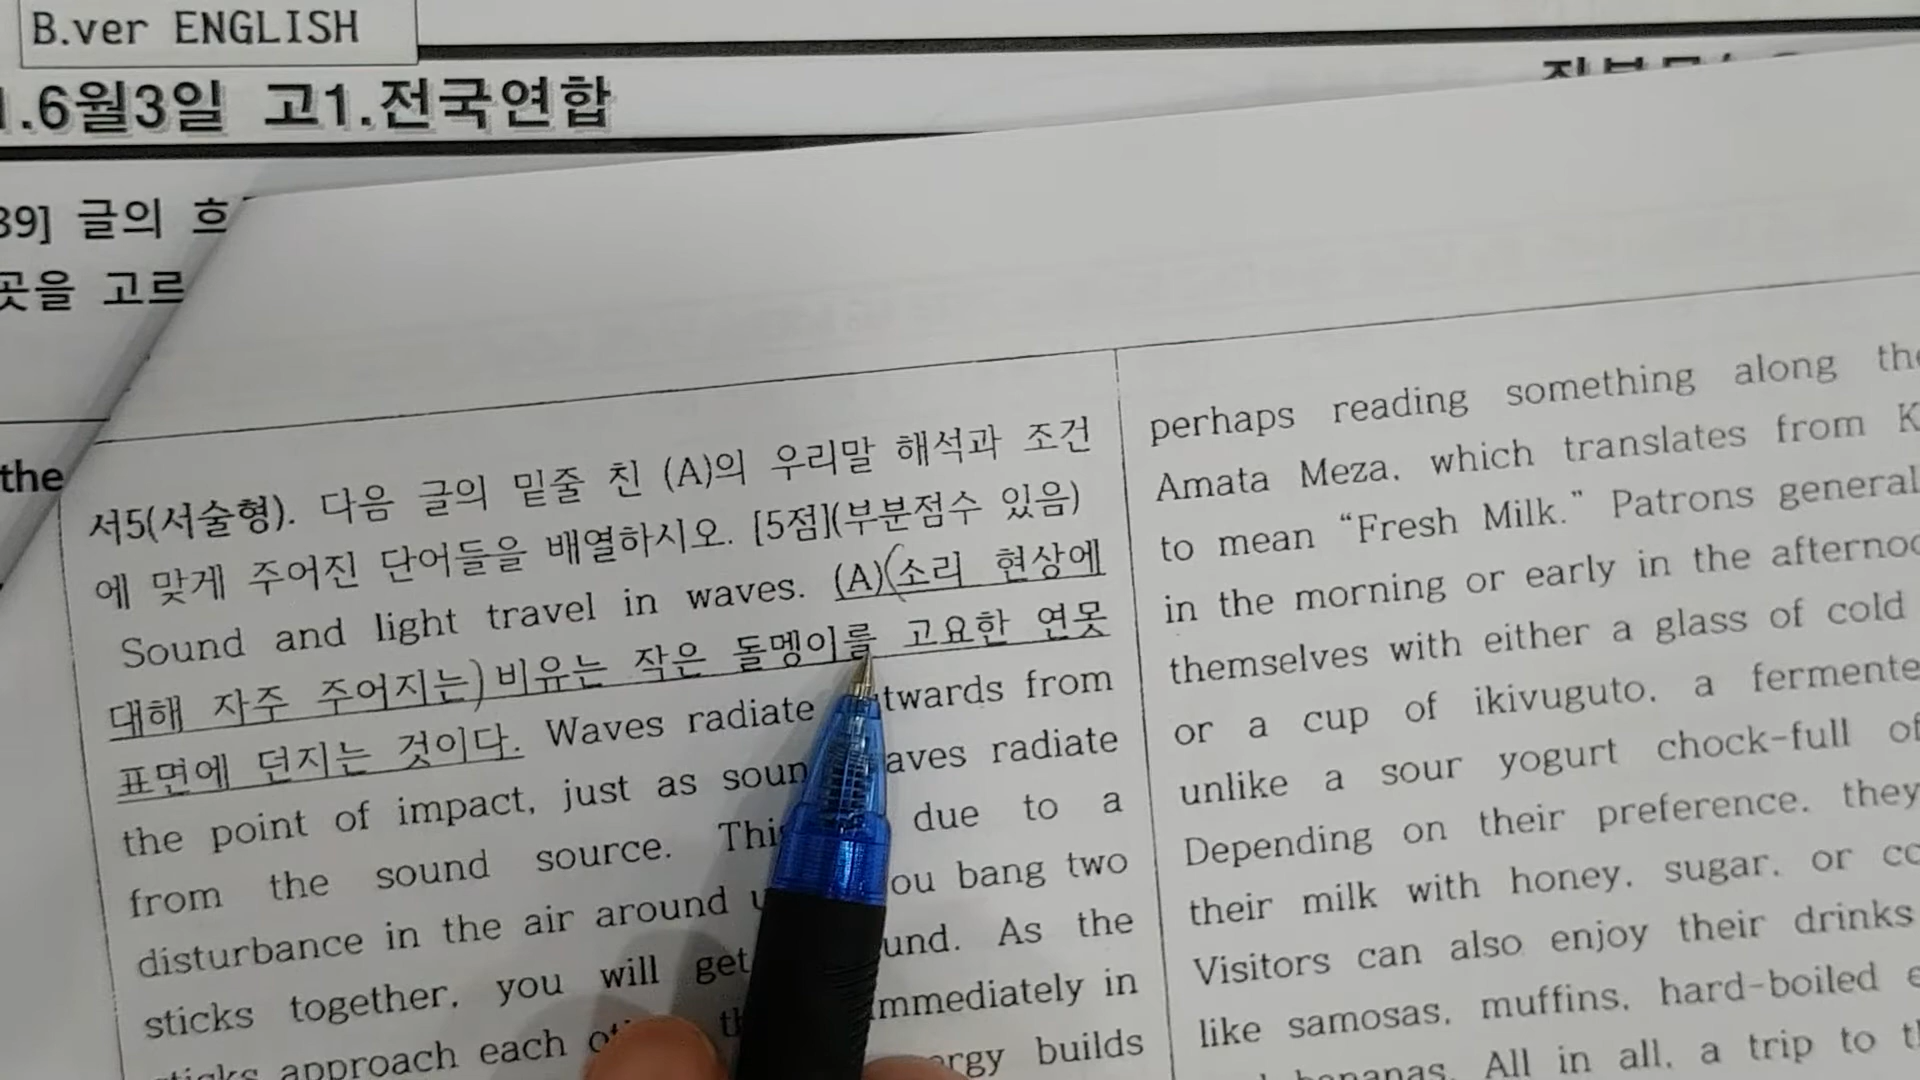 B.ver ENGLISH
.6월3일 고1.전국연합
39] 글의 흐
곳을 고르
the
서5(서술형). 다음 글의 밑줄 친 (A)의 우리말 해석과 조건
에 맞게 주어진 단어들을 배열하시오. [5점](부분점수 있음)
Sound and light travel in waves. (A)(소리 현상에
대해 자주 주어지는) 비유는 작은 돌멩이를 고요한 연못
표면에 던지는 것이다. Waves radiate twards from
the point of impact, just as soun aves radiate
from the sound source. This due to a
disturbance in the air around ou bang two
sticks together, you will get und. As the
sticks approach each mmediately in
ergy builds
perhaps reading something along the
Amata Meza, which translates from K
to mean “Fresh Milk.” Patrons general
in the morning or early in the afternoo
themselves with either a glass of cold
or a cup of ikivuguto, a fermente
unlike a sour yogurt chock-full of
Depending on their preference, they
their milk with honey, sugar, or co
Visitors can also enjoy their drinks
like samosas, muffins, hard-boiled e
bananas. All in all, a trip to t